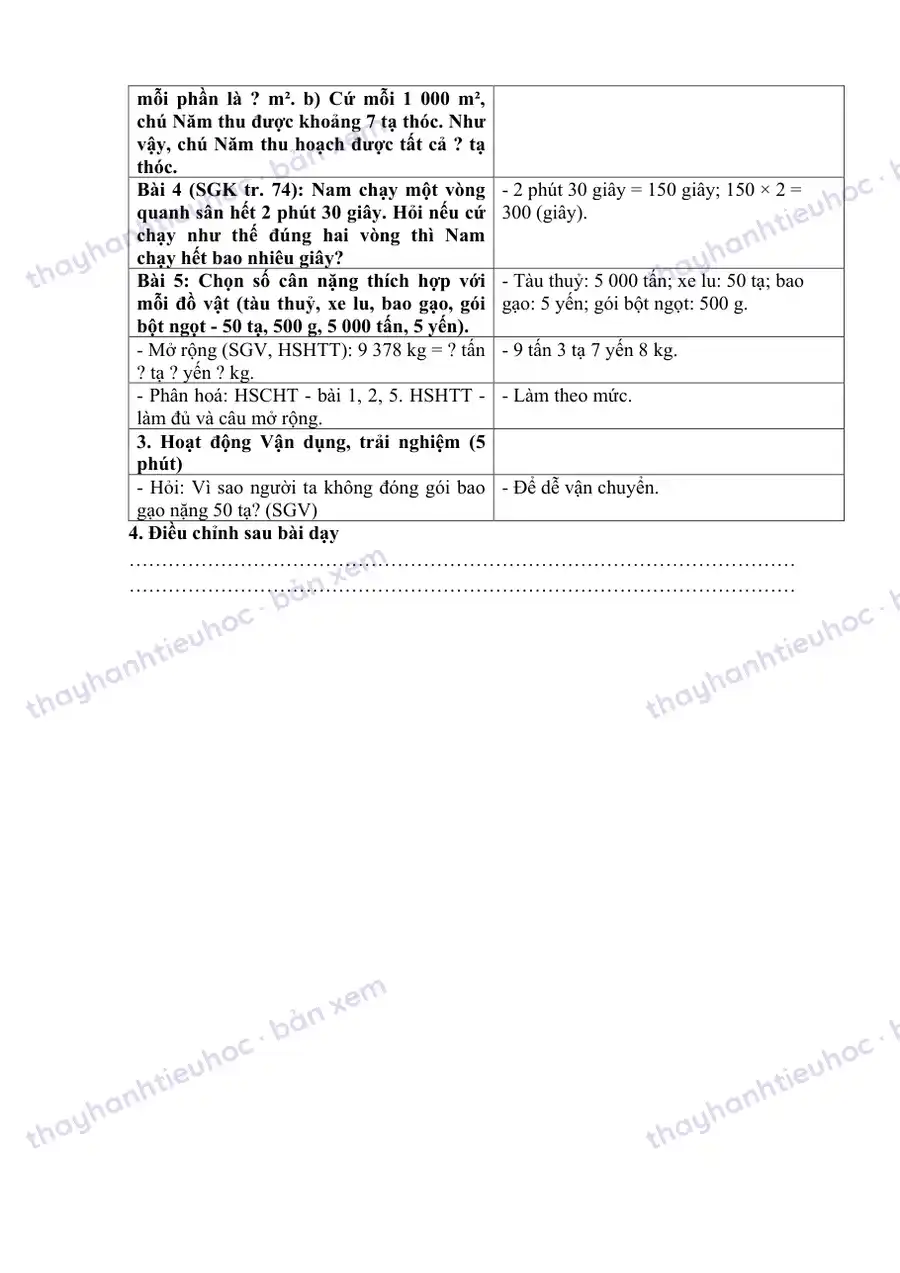 mỗi phần là ? m². b) Cứ mỗi 1 000 m²,
chú Năm thu được khoảng 7 tạ thóc. Như
vậy, chú Năm thu hoạch được tất cả ? tạ
thóc.
Bài 4 (SGK tr. 74): Nam chạy một vòng
quanh sân hết 2 phút 30 giây. Hỏi nếu cứ
chạy như thế đúng hai vòng thì Nam
chạy hết bao nhiêu giây?
- 2 phút 30 giây = 150 giây; 150 × 2 =
300 (giây).
Bài 5: Chọn số cân nặng thích hợp với
mỗi đồ vật (tàu thuỷ, xe lu, bao gạo, gói
bột ngọt - 50 tạ, 500 g, 5 000 tấn, 5 yến).
- Tàu thuỷ: 5 000 tấn; xe lu: 50 tạ; bao
gạo: 5 yến; gói bột ngọt: 500 g.
- Mở rộng (SGV, HSHTT): 9 378 kg = ? tấn
? tạ ? yến ? kg.
- 9 tấn 3 tạ 7 yến 8 kg.
- Phân hoá: HSCHT - bài 1, 2, 5. HSHTT -
làm đủ và câu mở rộng.
- Làm theo mức.
3. Hoạt động Vận dụng, trải nghiệm (5
phút)
- Hỏi: Vì sao người ta không đóng gói bao
gạo nặng 50 tạ? (SGV)
- Để dễ vận chuyển.
4. Điều chỉnh sau bài dạy
……………………………………………………………………………………
……………………………………………………………………………………
thayhanhtieuhoc · bản xem
thayhanhtieuhoc · b
thayhanhtieuhoc · bản xem
thayhanhtieuhoc · b
thayhanhtieuhoc · bản xem
thayhanhtieuhoc · b